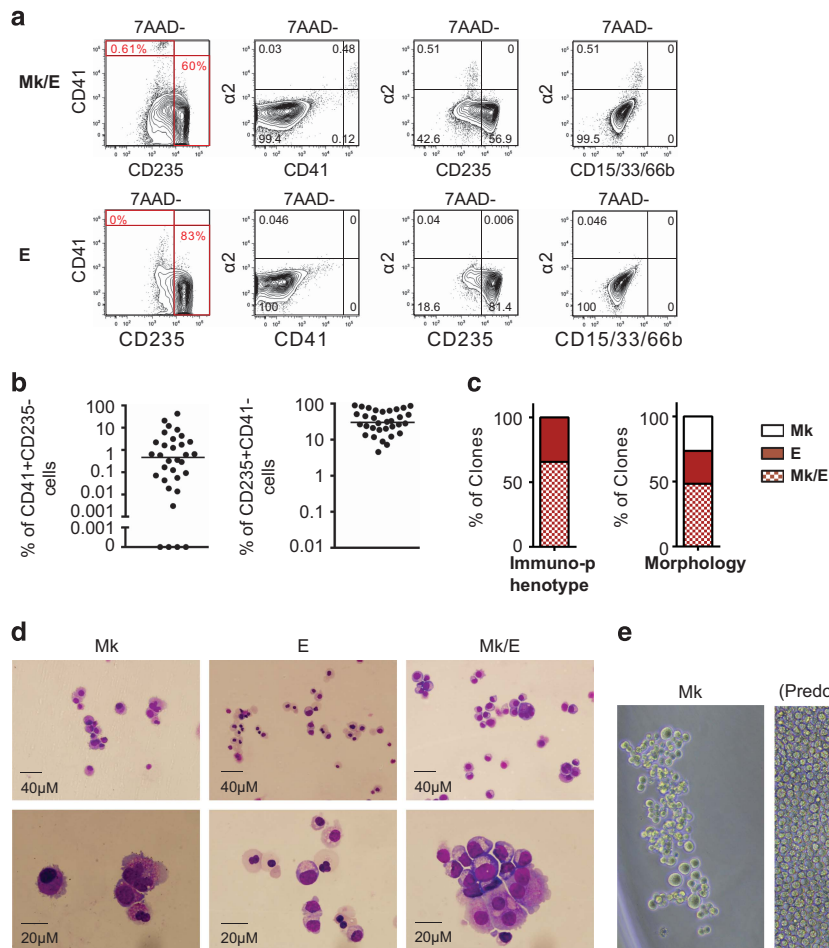 a
7AAD- 7AAD- 7AAD- 7AAD-
Mk/E
CD41
0.61%
60%
CD235
α2
0.03 0.48
99.4 0.12
CD41
α2
0.51 0
42.6 56.9
CD235
α2
0.51 0
99.5 0
CD15/33/66b
7AAD- 7AAD- 7AAD- 7AAD-
E
CD41
0%
83%
CD235
α2
0.046 0
100 0
CD41
α2
0.04 0.006
18.6 81.4
CD235
α2
0.046 0
100 0
CD15/33/66b
b
% of CD41+CD235-
cells
100
10
1
0.1
0.01
0.001
0.001
0
% of CD235+CD41-
cells
100
10
1
0.1
0.01
c
% of Clones
100
50
0
Immuno-p
henotype
% of Clones
100
50
0
Morphology
Mk
E
Mk/E
d
Mk E Mk/E
40µM 40µM 40µM
20µM 20µM 20µM
e
Mk (Predo